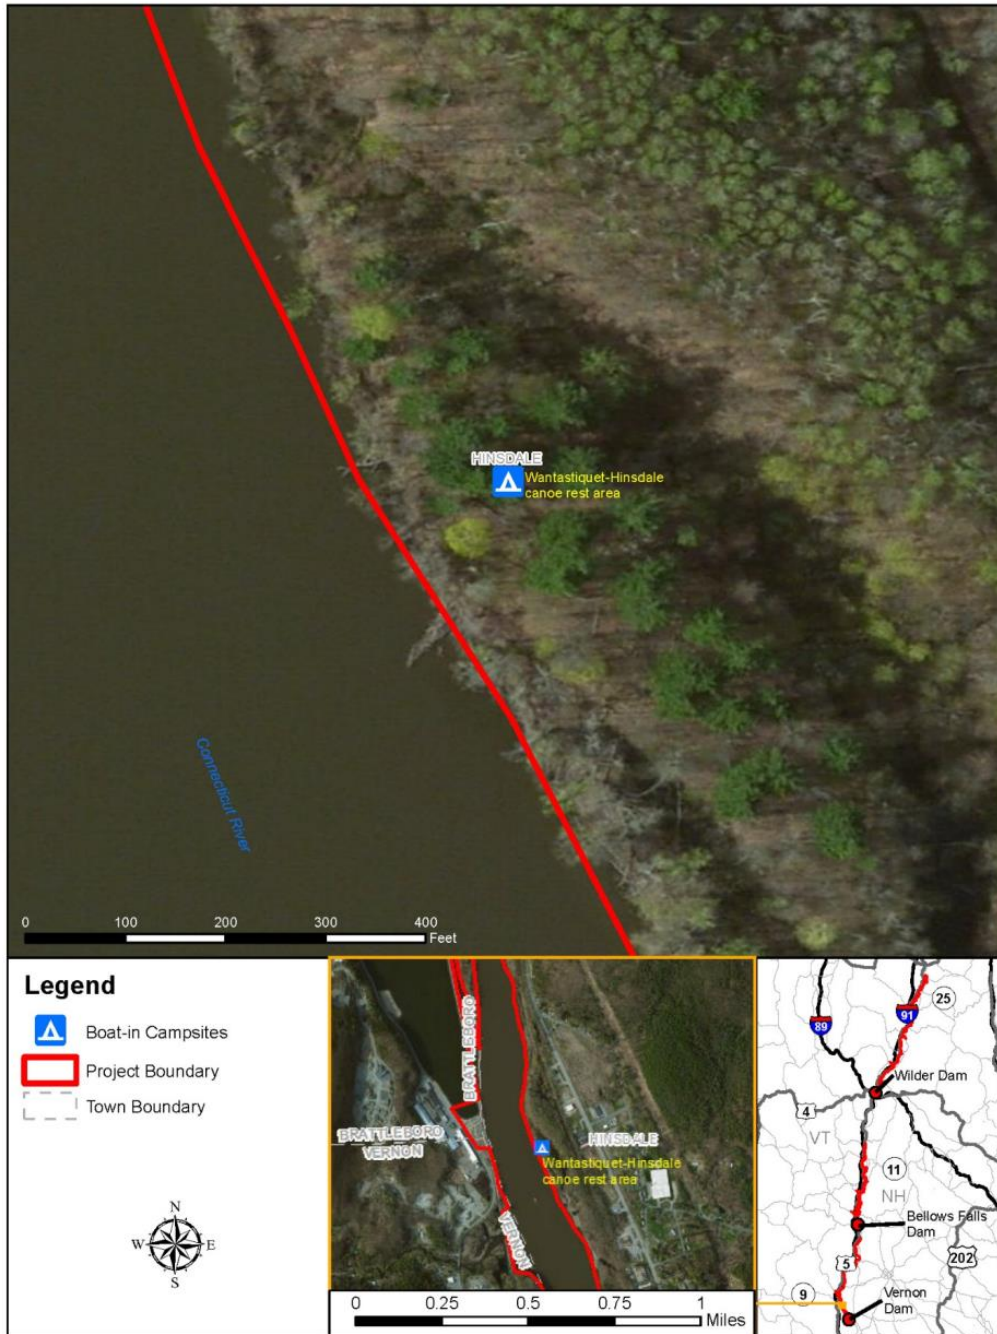 HINSDALE
Wantastiquet-Hinsdale
canoe rest area
Connecticut River
0 100 200 300 400
Feet
Legend
Boat-in Campsites
Project Boundary
Town Boundary
N
W E
S
BRATTLEBORO
BRATTLEBORO
VERNON
HINSDALE
Wantastiquet-Hinsdale
canoe rest area
VERNON
0 0.25 0.5 0.75 1
Miles
25
89
91
Wilder Dam
4
VT
11
NH
Bellows Falls
Dam
5
202
9
Vernon
Dam